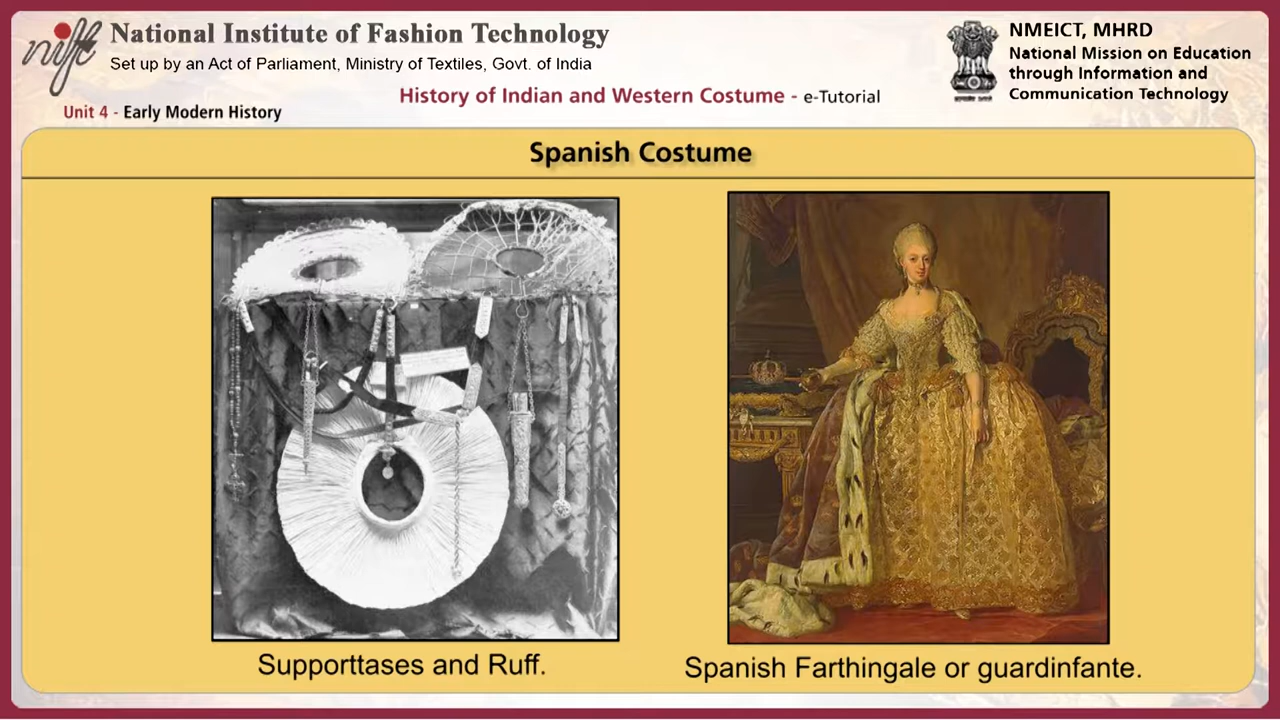 nift
National Institute of Fashion Technology
Set up by an Act of Parliament, Ministry of Textiles, Govt. of India
History of Indian and Western Costume - e-Tutorial
Unit 4 - Early Modern History
NMEICT, MHRD
National Mission on Education
through Information and
Communication Technology
Spanish Costume
Supporttases and Ruff.
Spanish Farthingale or guardinfante.